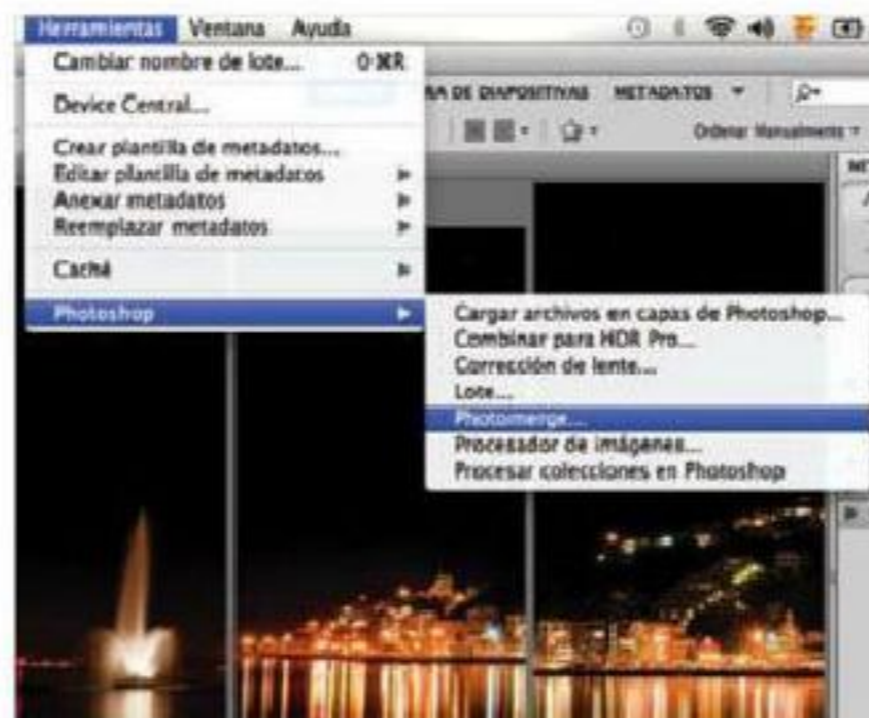 Herramientas Ventana Ayuda
Cambiar nombre de lote... ⇧⌘R
Device Central...
Crear plantilla de metadatos...
Editar plantilla de metadatos
Anexar metadatos
Reemplazar metadatos
Caché
Photoshop
DE DIAPOSITIVAS METADATOS
Ordenar Manualmente
Cargar archivos en capas de Photoshop...
Combinar para HDR Pro...
Corrección de lente...
Lote...
Photomerge...
Procesador de imágenes...
Procesar colecciones en Photoshop